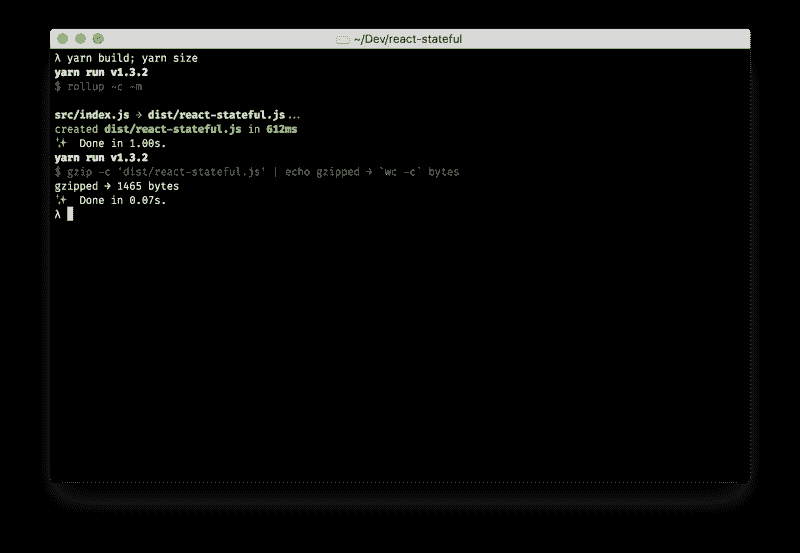 ~/Dev/react-stateful
λ yarn build; yarn size
yarn run v1.3.2
$ rollup -c -m
src/index.js → dist/react-stateful.js...
created dist/react-stateful.js in 612ms
✨ Done in 1.00s.
yarn run v1.3.2
$ gzip -c 'dist/react-stateful.js' | echo gzipped → `wc -c` bytes
gzipped → 1465 bytes
✨ Done in 0.07s.
λ